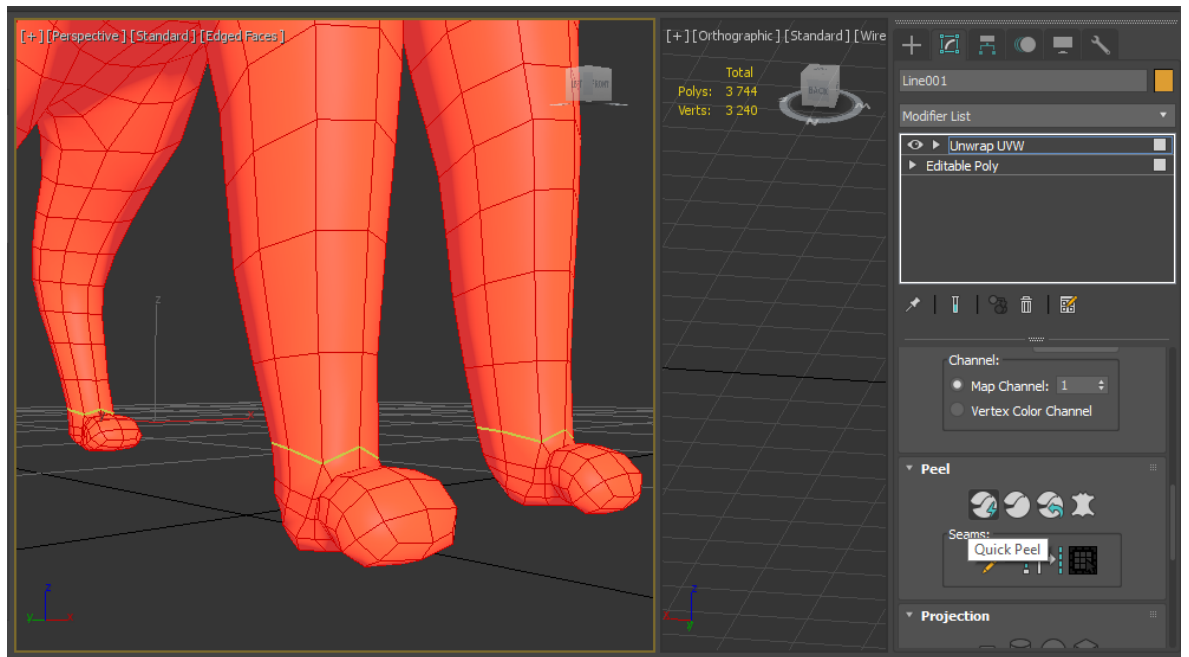 [+][Perspective][Standard][Edged Faces]
[+][Orthographic][Standard][Wire
Total
Polys: 3 744
Verts: 3 240
BACK
Line001
Modifier List
Unwrap UVW
Editable Poly
Channel:
Map Channel: 1
Vertex Color Channel
Peel
Seams:
Quick Peel
Projection
z
z
y
x
z
x
y